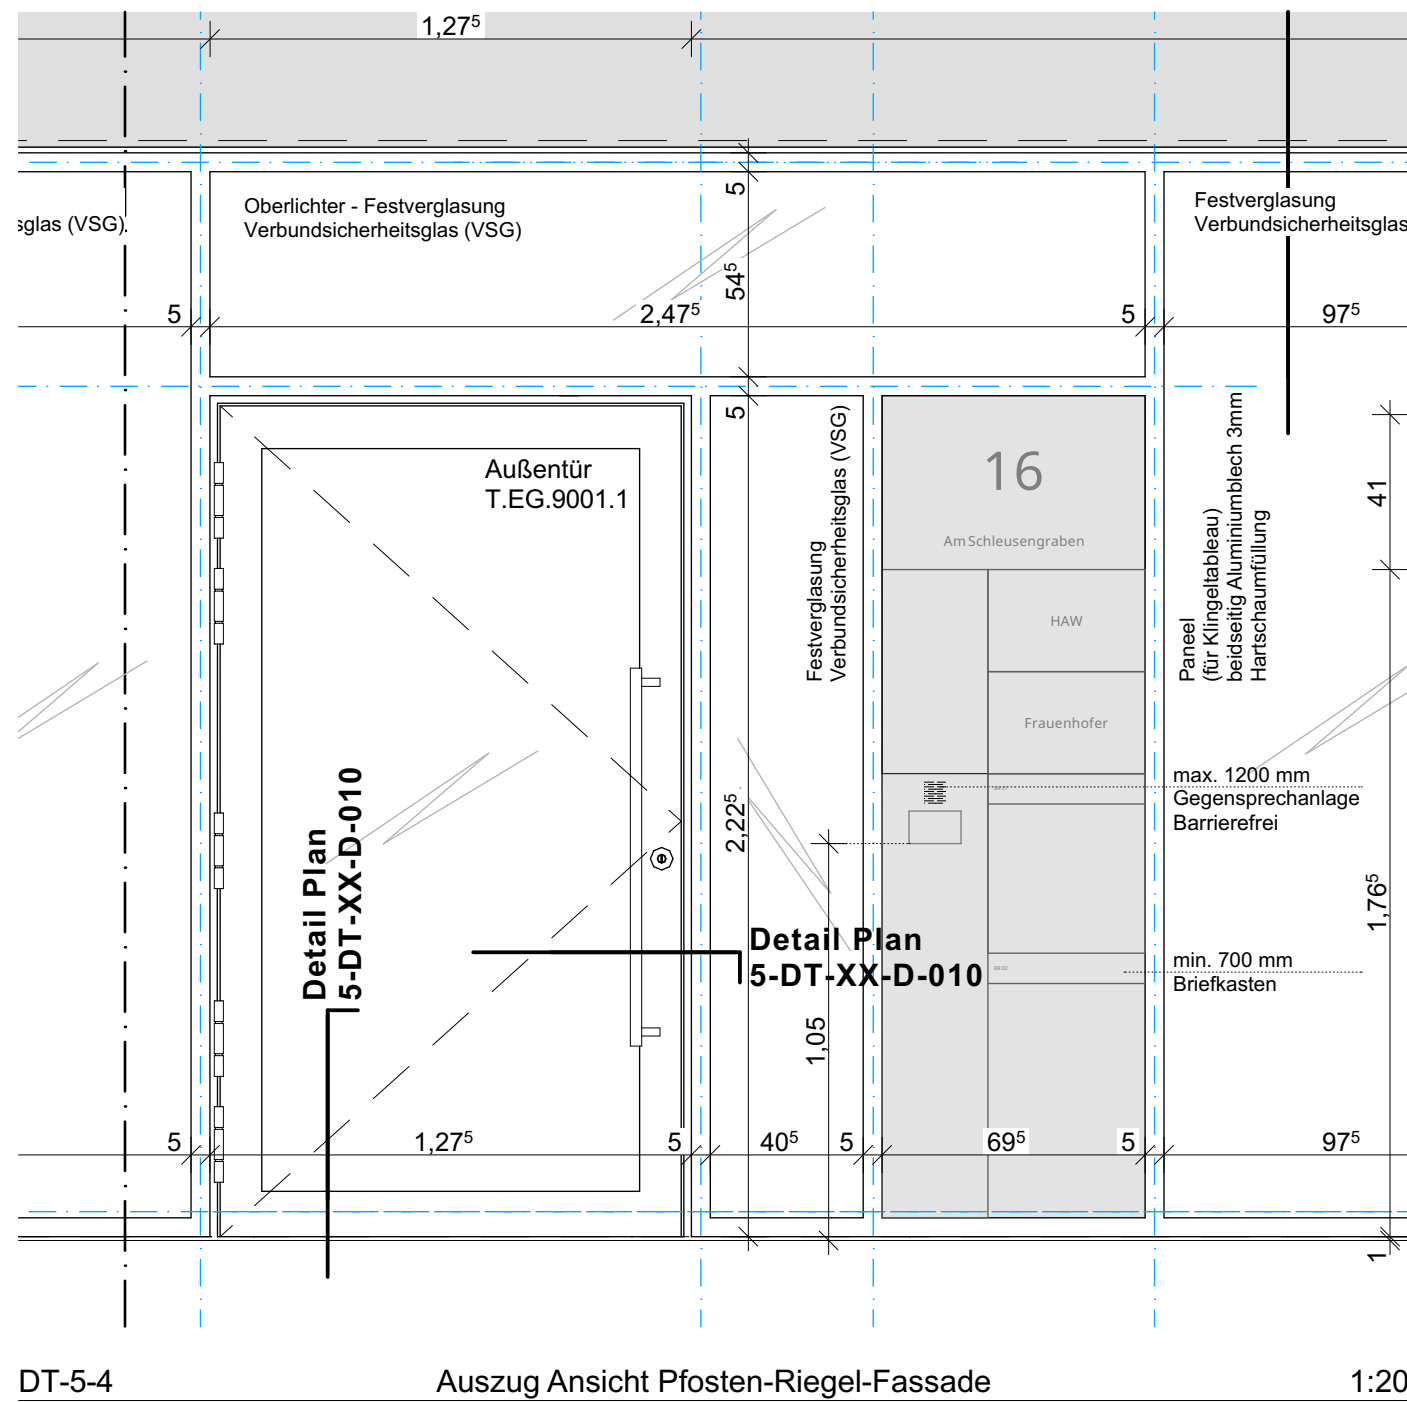 1,27⁵
5
Oberlichter - Festverglasung
Verbundsicherheitsglas (VSG)
Festverglasung
Verbundsicherheitsglas
sglas (VSG)
54⁵
5
2,47⁵
5
97⁵
5
Außentür
T.EG.9001.1
Festverglasung
Verbundsicherheitsglas (VSG)
16
Am Schleusengraben
HAW
Frauenhofer
Paneel
(für Klingeltableau)
beidseitig Aluminiumblech 3mm
Hartschaumfüllung
41
max. 1200 mm
Gegensprechanlage
Barrierefrei
2,22⁵
1,76⁵
Detail Plan
5-DT-XX-D-010
Detail Plan
5-DT-XX-D-010
min. 700 mm
Briefkasten
1,05
5
1,27⁵
5
40⁵
5
69⁵
5
97⁵
1
DT-5-4
Auszug Ansicht Pfosten-Riegel-Fassade
1:20